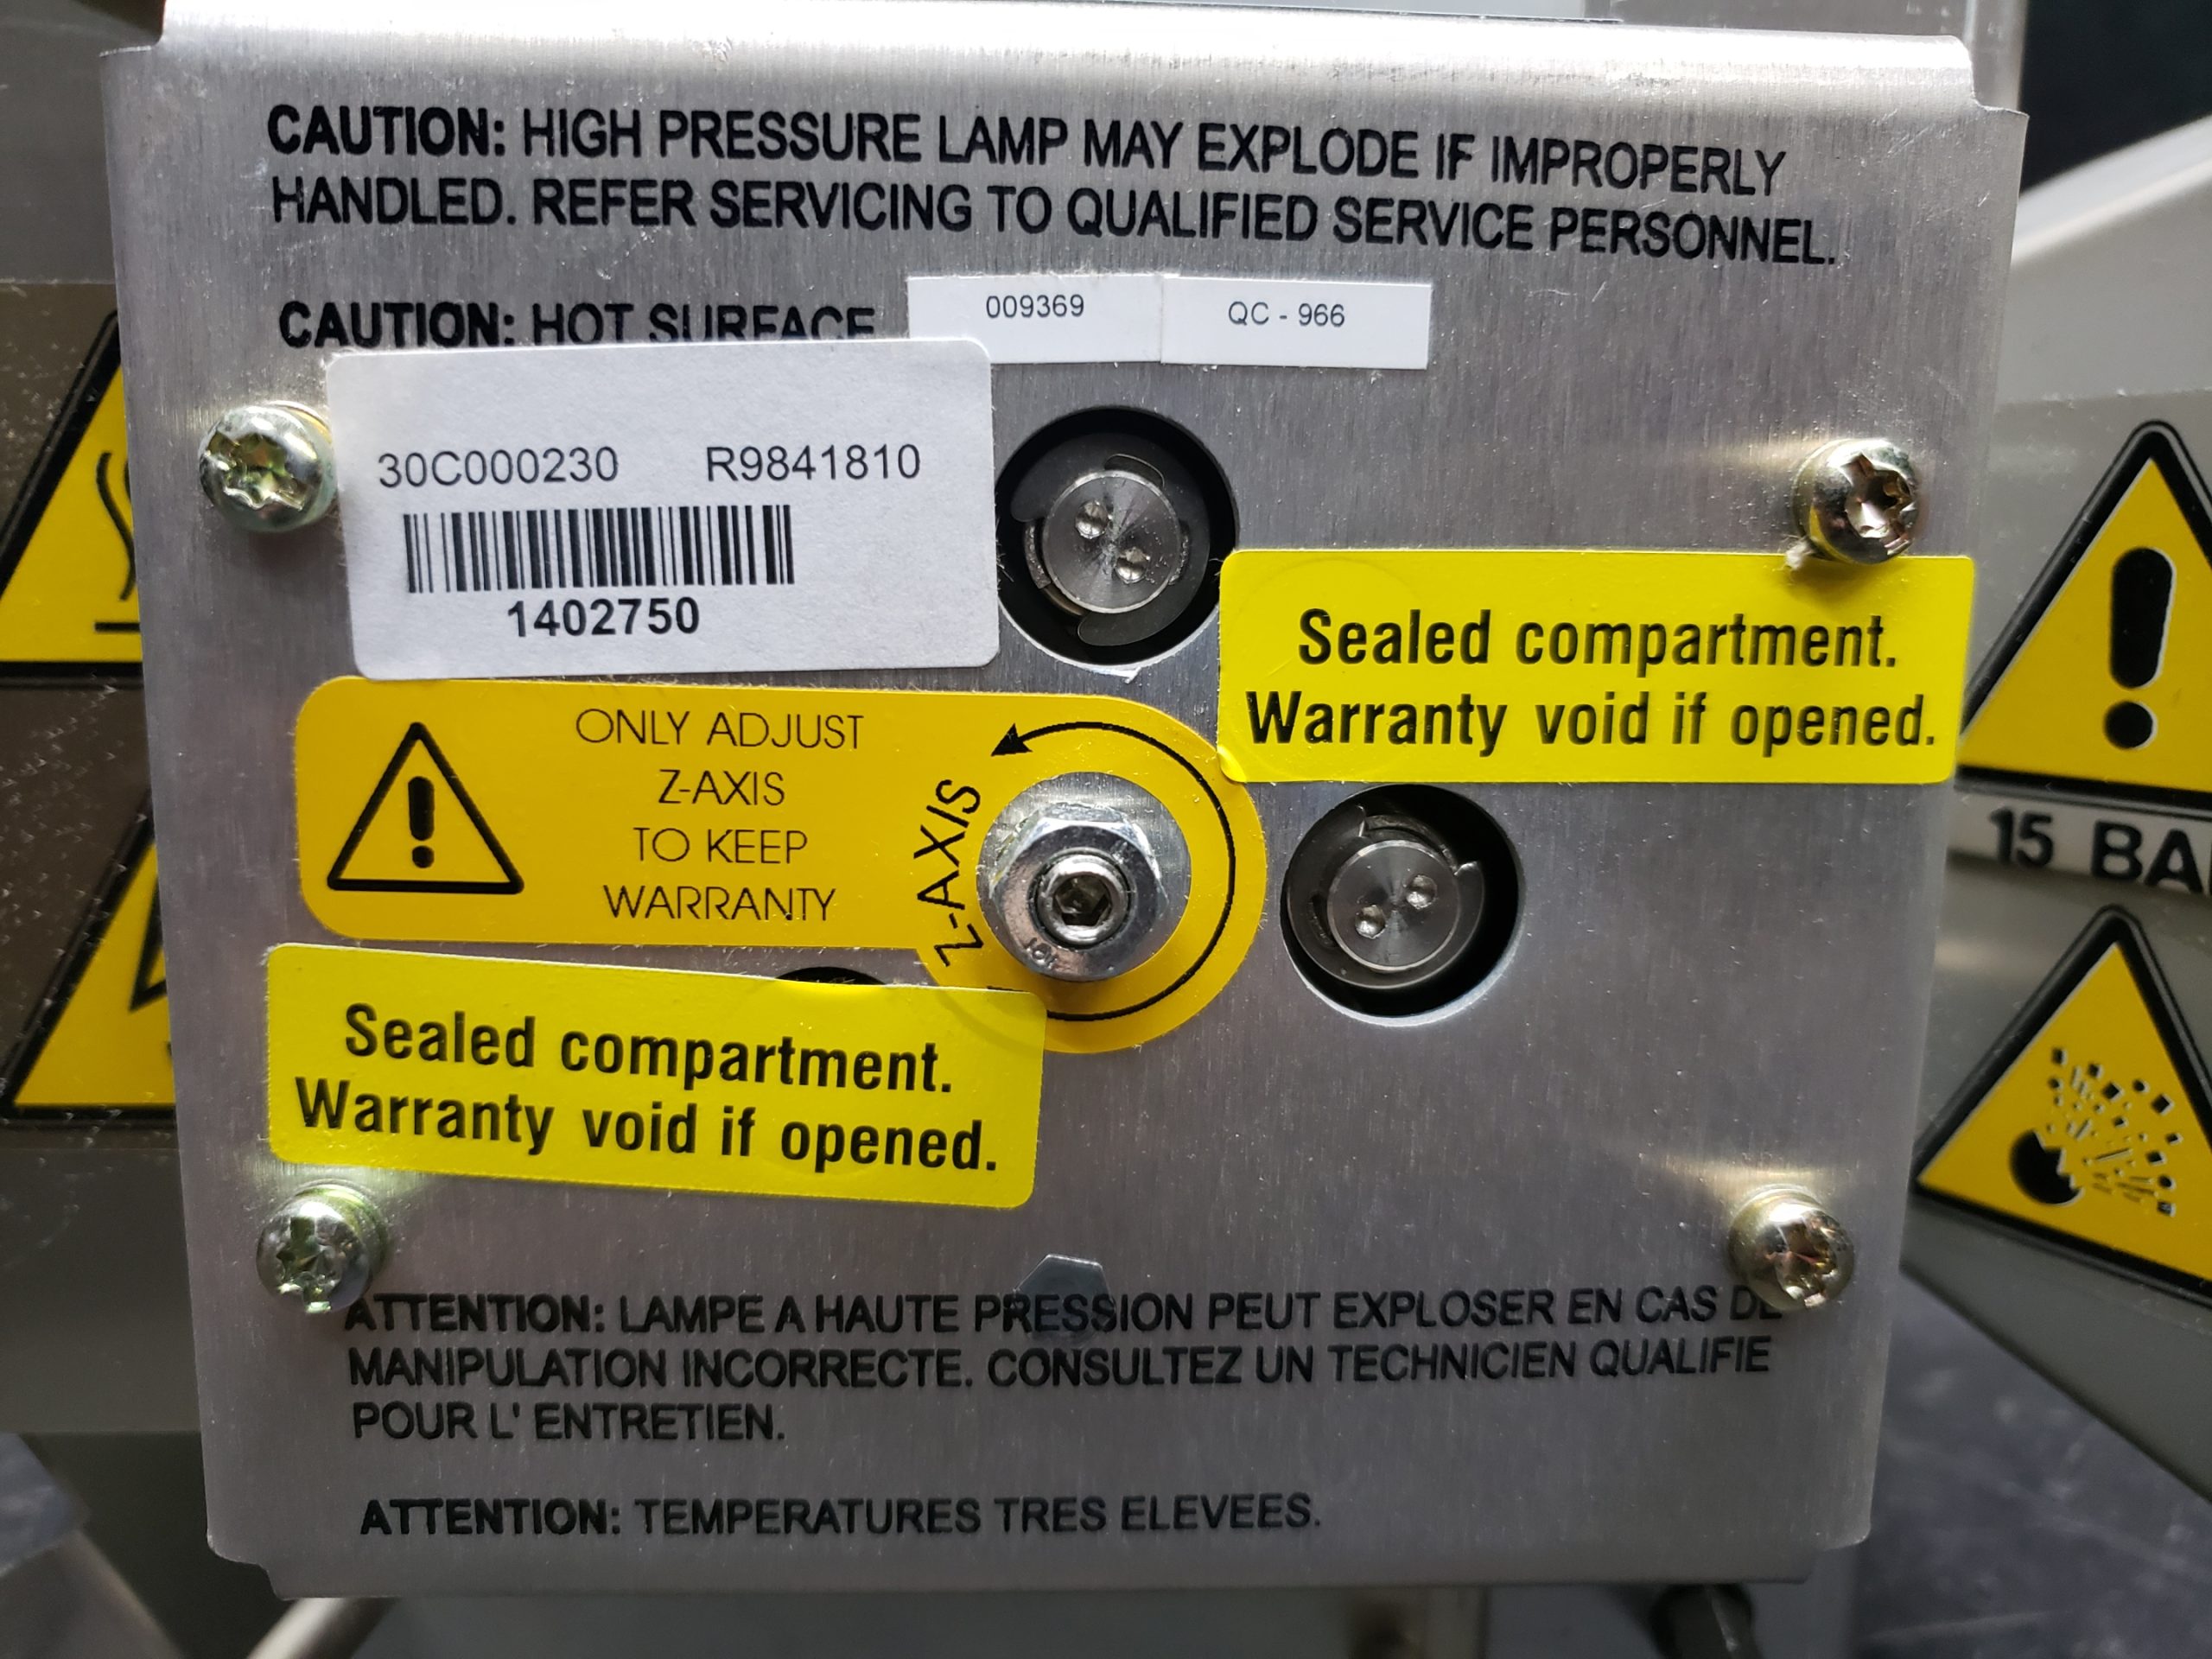 CAUTION: HIGH PRESSURE LAMP MAY EXPLODE IF IMPROPERLY
HANDLED. REFER SERVICING TO QUALIFIED SERVICE PERSONNEL.
CAUTION: HOT SURFACE
009369
QC - 966
30C000230 R9841810
1402750
Sealed compartment.
Warranty void if opened.
ONLY ADJUST
Z-AXIS
TO KEEP
WARRANTY
Z-AXIS
15 BA
Sealed compartment.
Warranty void if opened.
ATTENTION: LAMPE A HAUTE PRESSION PEUT EXPLOSER EN CAS DE
MANIPULATION INCORRECTE. CONSULTEZ UN TECHNICIEN QUALIFIE
POUR L' ENTRETIEN.
ATTENTION: TEMPERATURES TRES ELEVEES.